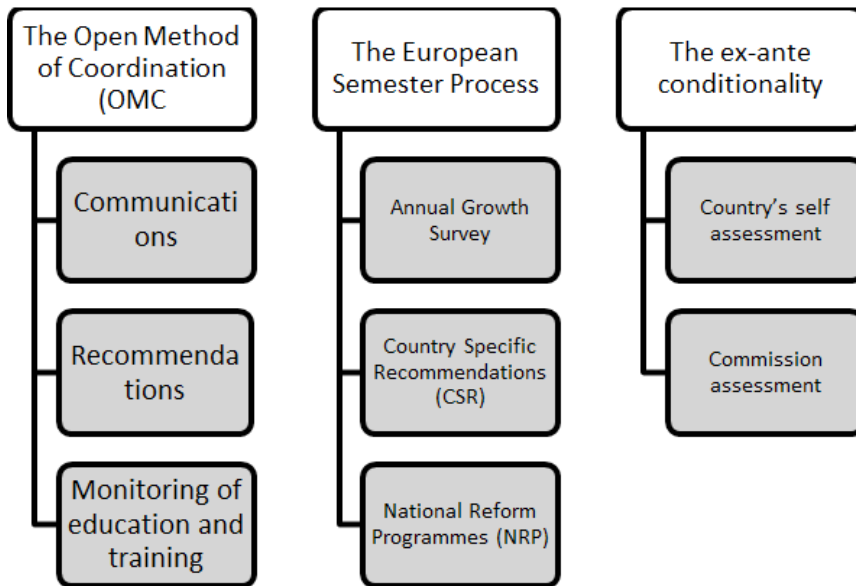 The Open Method
of Coordination
(OMC
Communicati
ons
Recommenda
tions
Monitoring of
education and
training
The European
Semester Process
Annual Growth
Survey
Country Specific
Recommendations
(CSR)
National Reform
Programmes (NRP)
The ex-ante
conditionality
Country's self
assessment
Commission
assessment